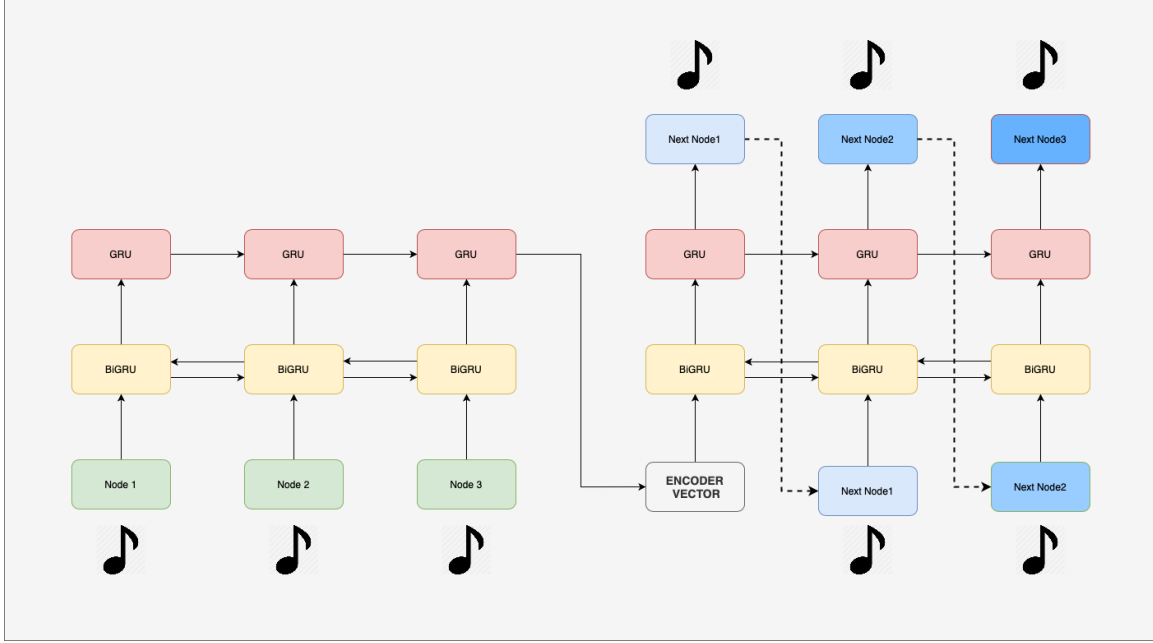 Next Node1
Next Node2
Next Node3
GRU
GRU
GRU
GRU
GRU
GRU
BiGRU
BiGRU
BiGRU
BiGRU
BiGRU
BiGRU
Node 1
Node 2
Node 3
ENCODER
VECTOR
Next Node1
Next Node2